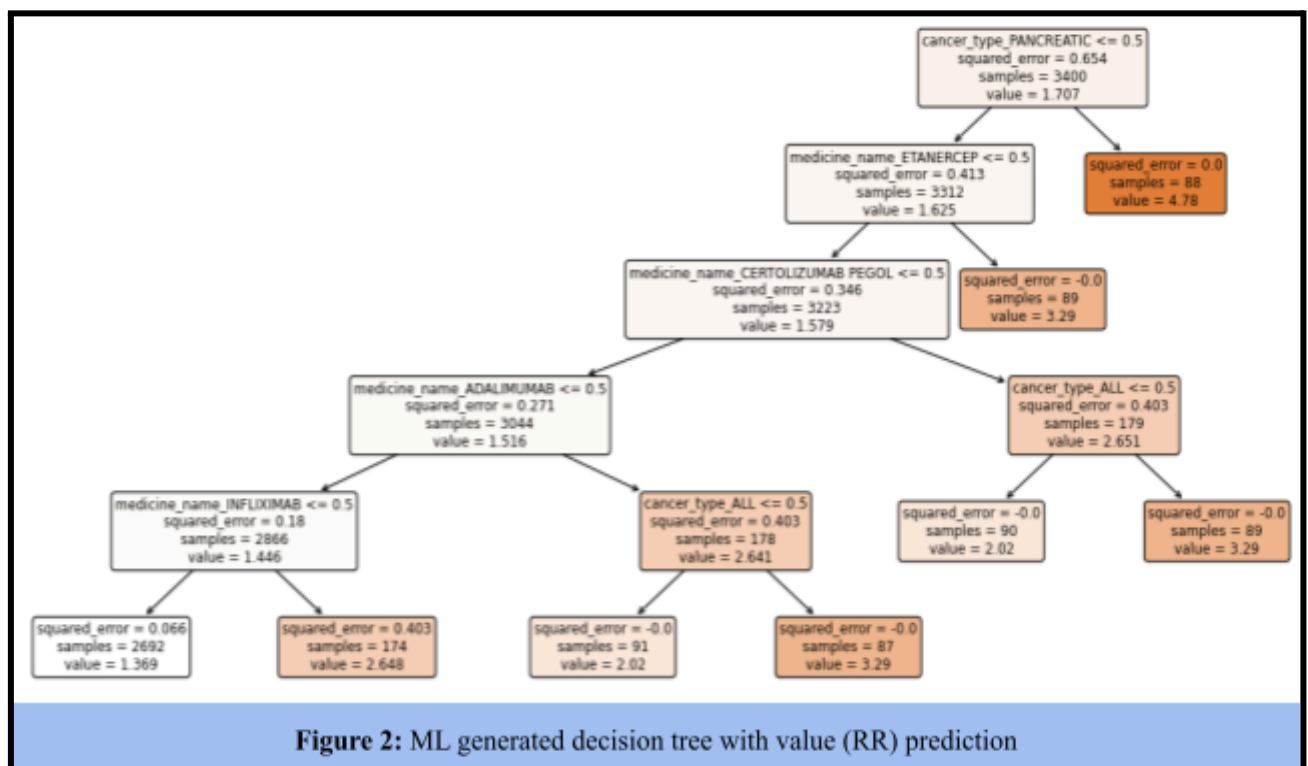 cancer_type_PANCREATIC <= 0.5
squared_error = 0.654
samples = 3400
value = 1.707
medicine_name_ETANERCEP <= 0.5
squared_error = 0.413
samples = 3312
value = 1.625
squared_error = 0.0
samples = 88
value = 4.78
medicine_name_CERTOLIZUMAB PEGOL <= 0.5
squared_error = 0.346
samples = 3223
value = 1.579
squared_error = -0.0
samples = 89
value = 3.29
medicine_name_ADALIMUMAB <= 0.5
squared_error = 0.271
samples = 3044
value = 1.516
cancer_type_ALL <= 0.5
squared_error = 0.403
samples = 179
value = 2.651
medicine_name_INFLIXIMAB <= 0.5
squared_error = 0.18
samples = 2866
value = 1.446
cancer_type_ALL <= 0.5
squared_error = 0.403
samples = 178
value = 2.641
squared_error = -0.0
samples = 90
value = 2.02
squared_error = -0.0
samples = 89
value = 3.29
squared_error = 0.066
samples = 2692
value = 1.369
squared_error = 0.403
samples = 174
value = 2.648
squared_error = -0.0
samples = 91
value = 2.02
squared_error = -0.0
samples = 87
value = 3.29
Figure 2: ML generated decision tree with value (RR) prediction